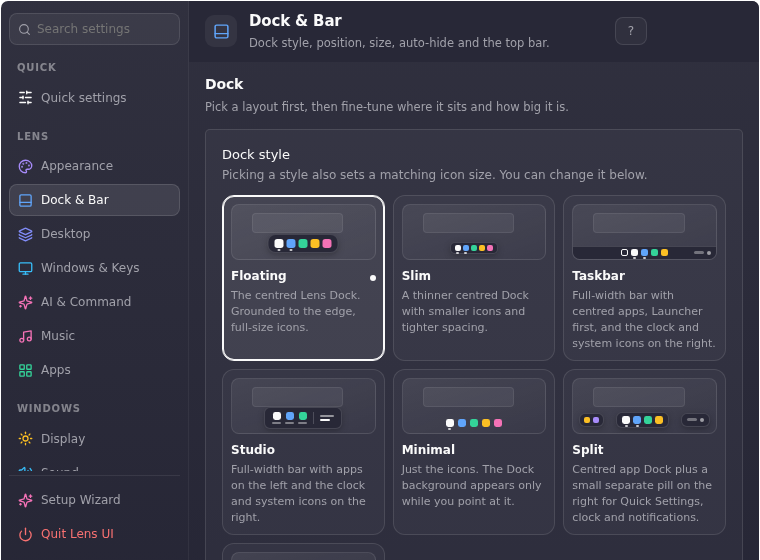 Search settings
QUICK
Quick settings
LENS
Appearance
Dock & Bar
Desktop
Windows & Keys
AI & Command
Music
Apps
WINDOWS
Display
Sound
Setup Wizard
Quit Lens UI
Dock & Bar
Dock style, position, size, auto-hide and the top bar.
?
Dock
Pick a layout first, then fine-tune where it sits and how big it is.
Dock style
Picking a style also sets a matching icon size. You can change it below.
Floating
The centred Lens Dock.
Grounded to the edge,
full-size icons.
Slim
A thinner centred Dock
with smaller icons and
tighter spacing.
Taskbar
Full-width bar with
centred apps, Launcher
first, and the clock and
system icons on the right.
Studio
Full-width bar with apps
on the left and the clock
and system icons on the
right.
Minimal
Just the icons. The Dock
background appears only
while you point at it.
Split
Centred app Dock plus a
small separate pill on the
right for Quick Settings,
clock and notifications.